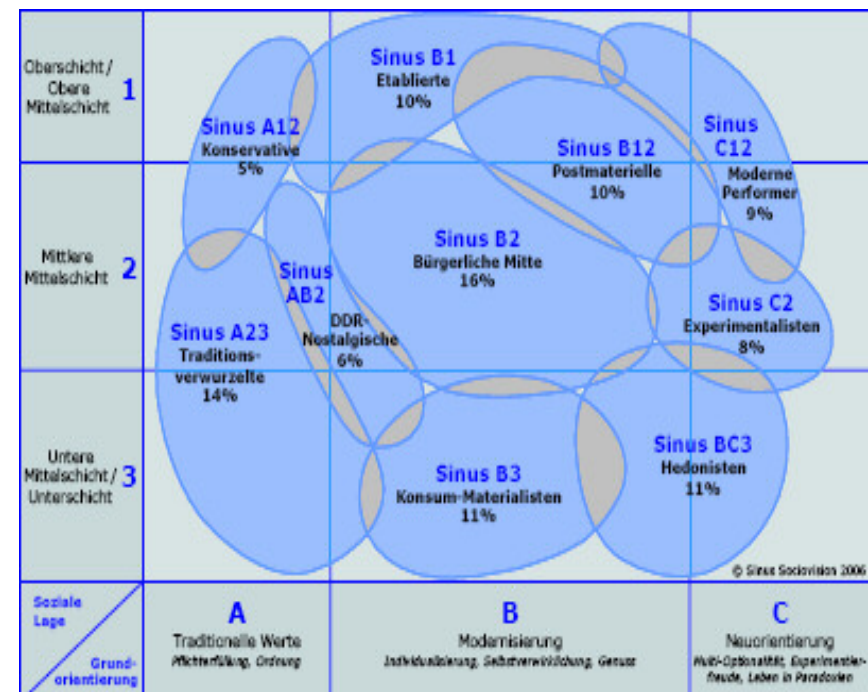 Oberschicht /
Obere
Mittelschicht
1
Sinus B1
Etablierte
10%
Sinus A12
Konservative
5%
Sinus B12
Postmaterielle
10%
Sinus
C12
Moderne
Performer
9%
Mittlere
Mittelschicht
2
Sinus B2
Bürgerliche Mitte
16%
Sinus
AB2
DDR-
Nostalgische
6%
Sinus A23
Traditions-
verwurzelte
14%
Sinus C2
Experimentalisten
8%
Untere
Mittelschicht /
Unterschicht
3
Sinus B3
Konsum-Materialisten
11%
Sinus BC3
Hedonisten
11%
© Sinus Sociovision 2006
Soziale
Lage
Grund-
orientierung
A
Traditionelle Werte
Pflichterfüllung, Ordnung
B
Modernisierung
Individualisierung, Selbstverwirklichung, Genuss
C
Neuorientierung
Multi-Optionalität, Experimentier-
freude, Leben in Paradoxien